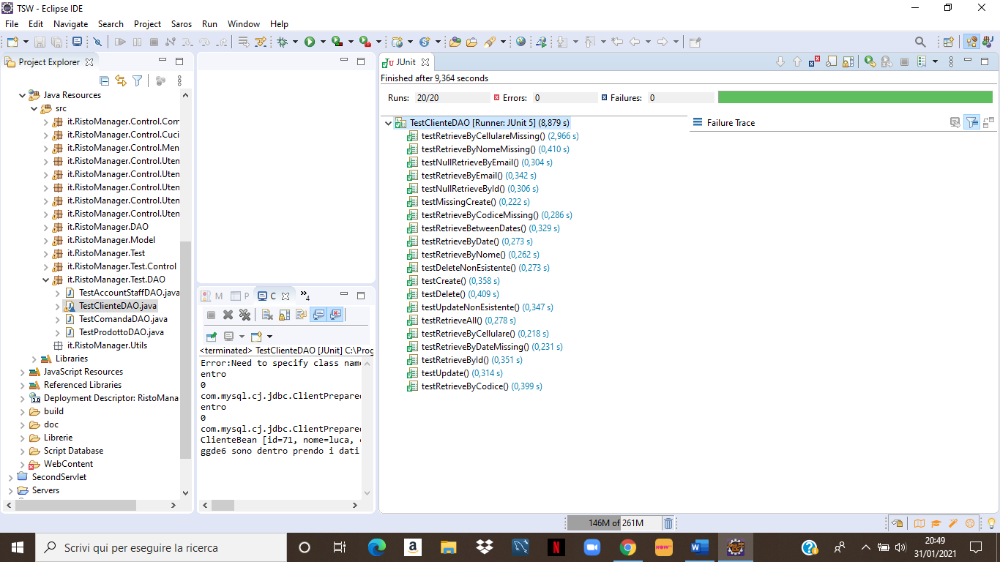 TSW - Eclipse IDE
File Edit Navigate Search Project Saros Run Window Help
Project Explorer
Java Resources
src
it.RistoManager.Control.Com
it.RistoManager.Control.Cuci
it.RistoManager.Control.Men
it.RistoManager.Control.Uten
it.RistoManager.Control.Uten
it.RistoManager.Control.Uten
it.RistoManager.Control.Uten
it.RistoManager.Control.Uten
it.RistoManager.DAO
it.RistoManager.Model
it.RistoManager.Test
it.RistoManager.Test.Control
it.RistoManager.Test.DAO
TestAccountStaffDAO.java
TestClienteDAO.java
TestComandaDAO.java
TestProdottoDAO.java
it.RistoManager.Utils
Libraries
JavaScript Resources
Referenced Libraries
Deployment Descriptor: RistoMana
build
doc
Librerie
Script Database
WebContent
SecondServlet
Servers
M P C 4
<terminated> TestClienteDAO [JUnit] C:\Prog
Error:Need to specify class name
entro
0
com.mysql.cj.jdbc.ClientPrepared
entro
0
com.mysql.cj.jdbc.ClientPrepared
ClienteBean [id=71, nome=luca,
ggde6 sono dentro prendo i dati
JUnit
Finished after 9,364 seconds
Runs: 20/20 Errors: 0 Failures: 0
TestClienteDAO [Runner: JUnit 5] (8,879 s)
testRetrieveByCellulareMissing() (2,966 s)
testRetrieveByNomeMissing() (0,410 s)
testNullRetrieveByEmail() (0,304 s)
testRetrieveByEmail() (0,342 s)
testNullRetrieveById() (0,306 s)
testMissingCreate() (0,222 s)
testRetrieveByCodiceMissing() (0,286 s)
testRetrieveBetweenDates() (0,329 s)
testRetrieveByDate() (0,273 s)
testRetrieveByNome() (0,262 s)
testDeleteNonEsistente() (0,273 s)
testCreate() (0,358 s)
testDelete() (0,409 s)
testUpdateNonEsistente() (0,347 s)
testRetrieveAll() (0,278 s)
testRetrieveByCellulare() (0,218 s)
testRetrieveByDateMissing() (0,231 s)
testRetrieveById() (0,351 s)
testUpdate() (0,314 s)
testRetrieveByCodice() (0,399 s)
Failure Trace
146M of 261M
Scrivi qui per eseguire la ricerca
20:49
31/01/2021